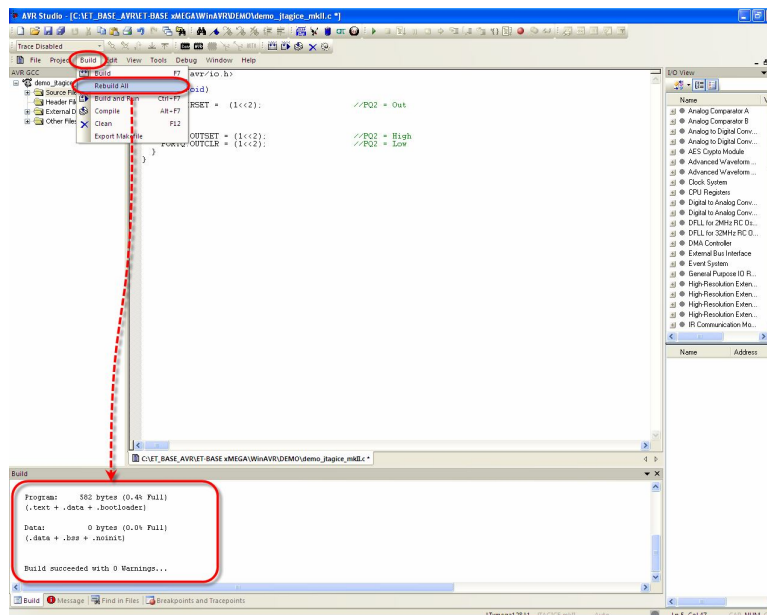 AVR Studio - [C:\ET_BASE_AVR\ET-BASE xMEGA\WinAVR\DEMO\demo_jtagice_mkII.c *]
Trace Disabled
File Project Build Edit View Tools Debug Window Help
AVR GCC
demo_jtagice
Source File
Header File
External D
Other Files
Build F7
Rebuild All
Build and Run Ctrl+F7
Compile Alt+F7
Clean F12
Export Makefile
avr/io.h>
oid)
RSET = (1<<2); //PQ2 = Out
OUTSET = (1<<2); //PQ2 = High
PORTQ.OUTCLR = (1<<2); //PQ2 = Low
}
}
I/O View
Name
Analog Comparator A
Analog Comparator B
Analog to Digital Conv...
Analog to Digital Conv...
AES Crypto Module
Advanced Waveform ...
Advanced Waveform ...
Clock System
CPU Registers
Digital to Analog Conv...
Digital to Analog Conv...
DFLL for 2MHz RC Os...
DFLL for 32MHz RC O...
DMA Controller
External Bus Interface
Event System
General Purpose IO R...
High-Resolution Exten...
High-Resolution Exten...
High-Resolution Exten...
High-Resolution Exten...
IR Communication Mo...
Name Address
C:\ET_BASE_AVR\ET-BASE xMEGA\WinAVR\DEMO\demo_jtagice_mkII.c *
Build
Program: 582 bytes (0.4% Full)
(.text + .data + .bootloader)
Data: 0 bytes (0.0% Full)
(.data + .bss + .noinit)
Build succeeded with 0 Warnings...
Build Message Find in Files Breakpoints and Tracepoints